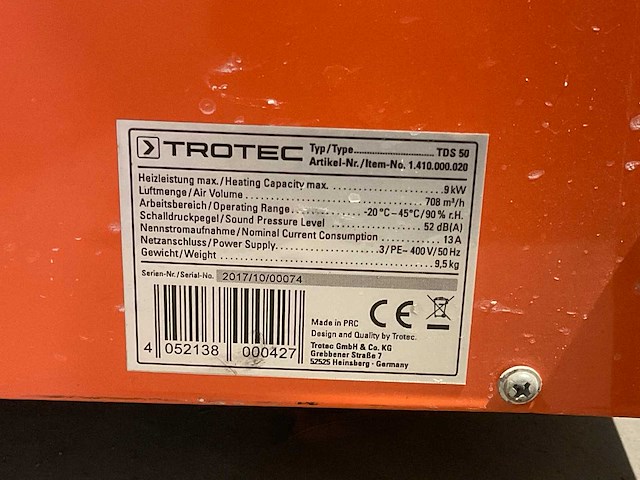 TROTEC
Typ/Type........................ TDS 50
Artikel-Nr./Item-No. 1.410.000.020
Heizleistung max./Heating Capacity max. ........................ 9 kW
Luftmenge/Air Volume ........................ 708 m³/h
Arbeitsbereich/Operating Range ............ -20 °C – 45°C/90 % r.H.
Schalldruckpegel/Sound Pressure Level ........................ 52 dB(A)
Nennstromaufnahme/Nominal Current Consumption ............ 13 A
Netzanschluss/Power Supply ............ 3/PE~ 400 V/50 Hz
Gewicht/Weight ........................ 9,5 kg
Serien-Nr./Serial-No. 2017/10/00074
4 052138 000427
CE
Made in PRC
Design and Quality by Trotec.
Trotec GmbH & Co. KG
Grebbener Straße 7
52525 Heinsberg · Germany